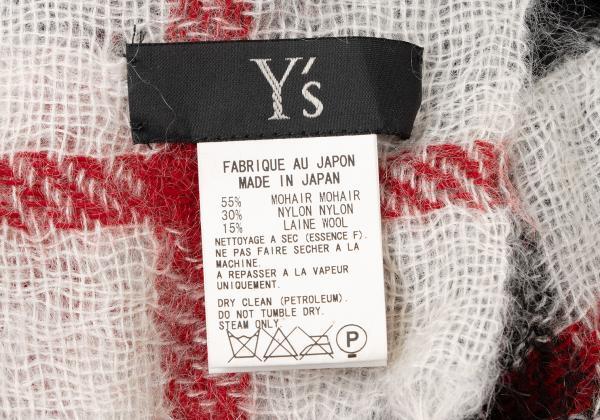 Y's
FABRIQUE AU JAPON
MADE IN JAPAN
55% MOHAIR MOHAIR
30% NYLON NYLON
15% LAINE WOOL
NETTOYAGE A SEC (ESSENCE F).
NE PAS FAIRE SECHER A LA
MACHINE.
A REPASSER A LA VAPEUR
UNIQUEMENT.
DRY CLEAN (PETROLEUM).
DO NOT TUMBLE DRY.
STEAM ONLY.
P